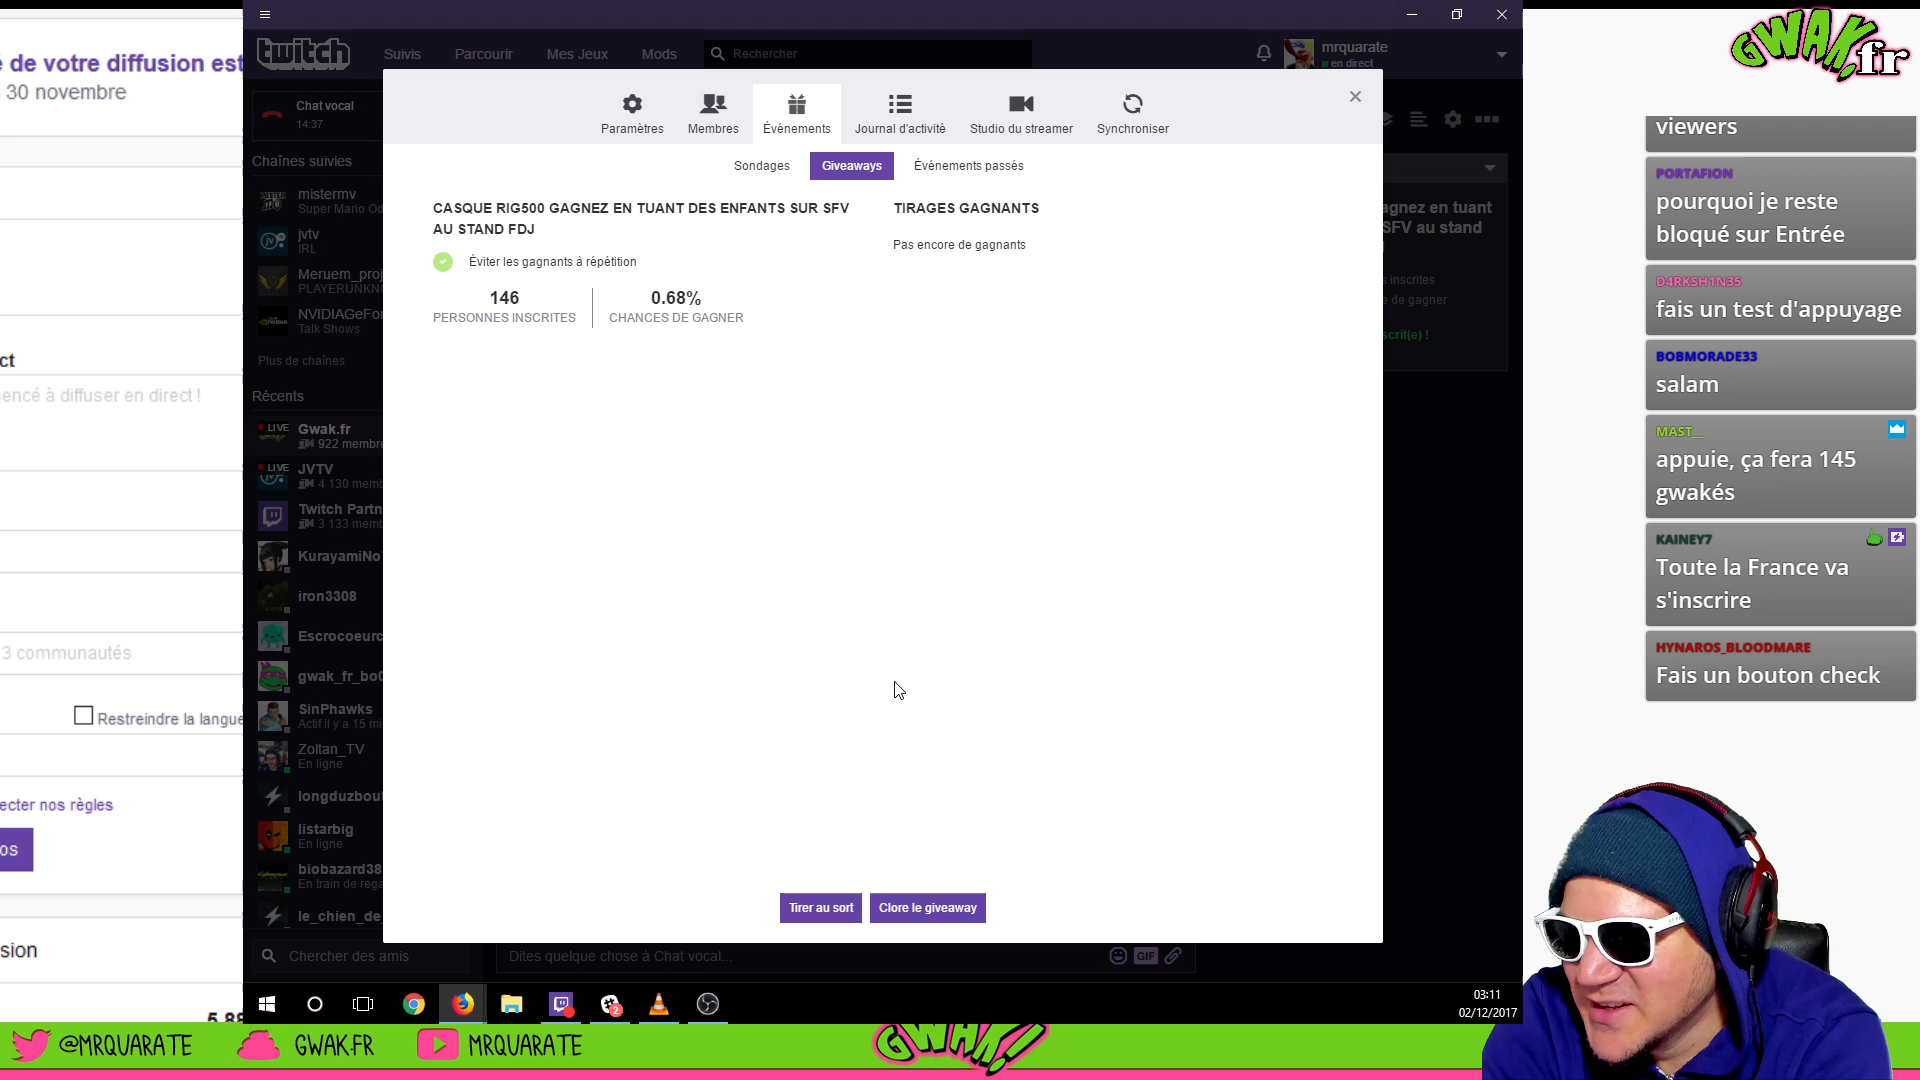 é de votre diffusion est
30 novembre
ct
encé à diffuser en direct !
3 communautés
Restreindre la langue
ecter nos règles
os
sion
5 88
twitch
Suivis
Parcourir
Mes Jeux
Mods
Rechercher
mrquarate
en direct
Chat vocal
14:37
Chaînes suivies
mistermv
Super Mario Od
jvtv
IRL
Meruem_proj
PLAYERUNKN
NVIDIAGeFor
Talk Shows
Plus de chaînes
Récents
LIVE
Gwak.fr
922 membre
LIVE
JVTV
4 130 memb
Twitch Partn
3 133 memb
KurayamiNo
iron3308
Escrocoeurc
gwak_fr_bo
SinPhawks
Actif il y a 15 mi
Zoltan_TV
En ligne
longduzbou
listarbig
En ligne
biobazard38
En train de rega
le_chien_de_
Chercher des amis
Paramètres
Membres
Événements
Journal d'activité
Studio du streamer
Synchroniser
Sondages
Giveaways
Événements passés
CASQUE RIG500 GAGNEZ EN TUANT DES ENFANTS SUR SFV
AU STAND FDJ
Éviter les gagnants à répétition
146
PERSONNES INSCRITES
0.68%
CHANCES DE GAGNER
TIRAGES GAGNANTS
Pas encore de gagnants
Tirer au sort
Clore le giveaway
agnez en tuant
SFV au stand
s inscrites
e de gagner
scrit(e) !
Dites quelque chose à Chat vocal...
GIF
2
03:11
02/12/2017
GWAK.fr
viewers
PORTAFION
pourquoi je reste
bloqué sur Entrée
D4RKSH1N35
fais un test d'appuyage
BOBMORADE33
salam
MAST__
appuie, ça fera 145
gwakés
KAINEY7
Toute la France va
s'inscrire
HYNAROS_BLOODMARE
Fais un bouton check
@MRQUARATE
GWAK.FR
MRQUARATE
GWAK!